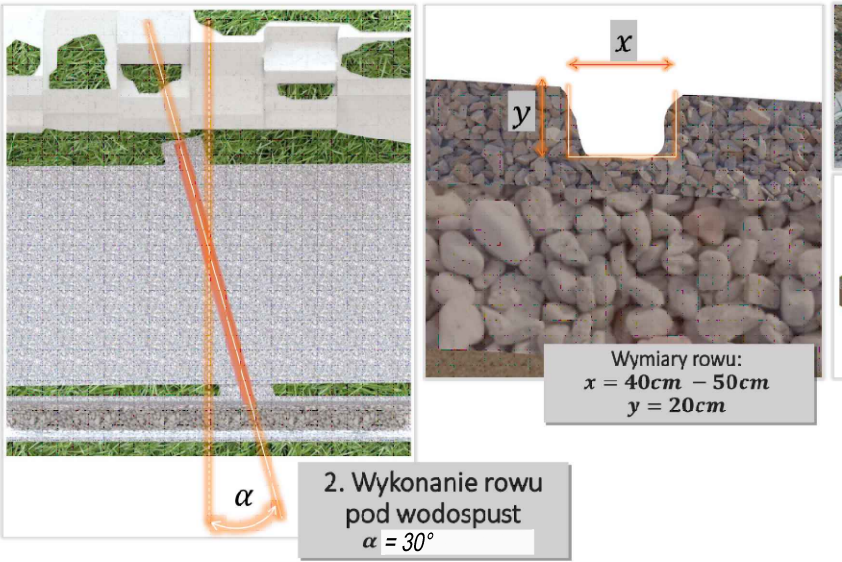 x
y
Wymiary rowu:
x = 40cm – 50cm
y = 20cm
α
2. Wykonanie rowu
pod wodospust
α = 30°